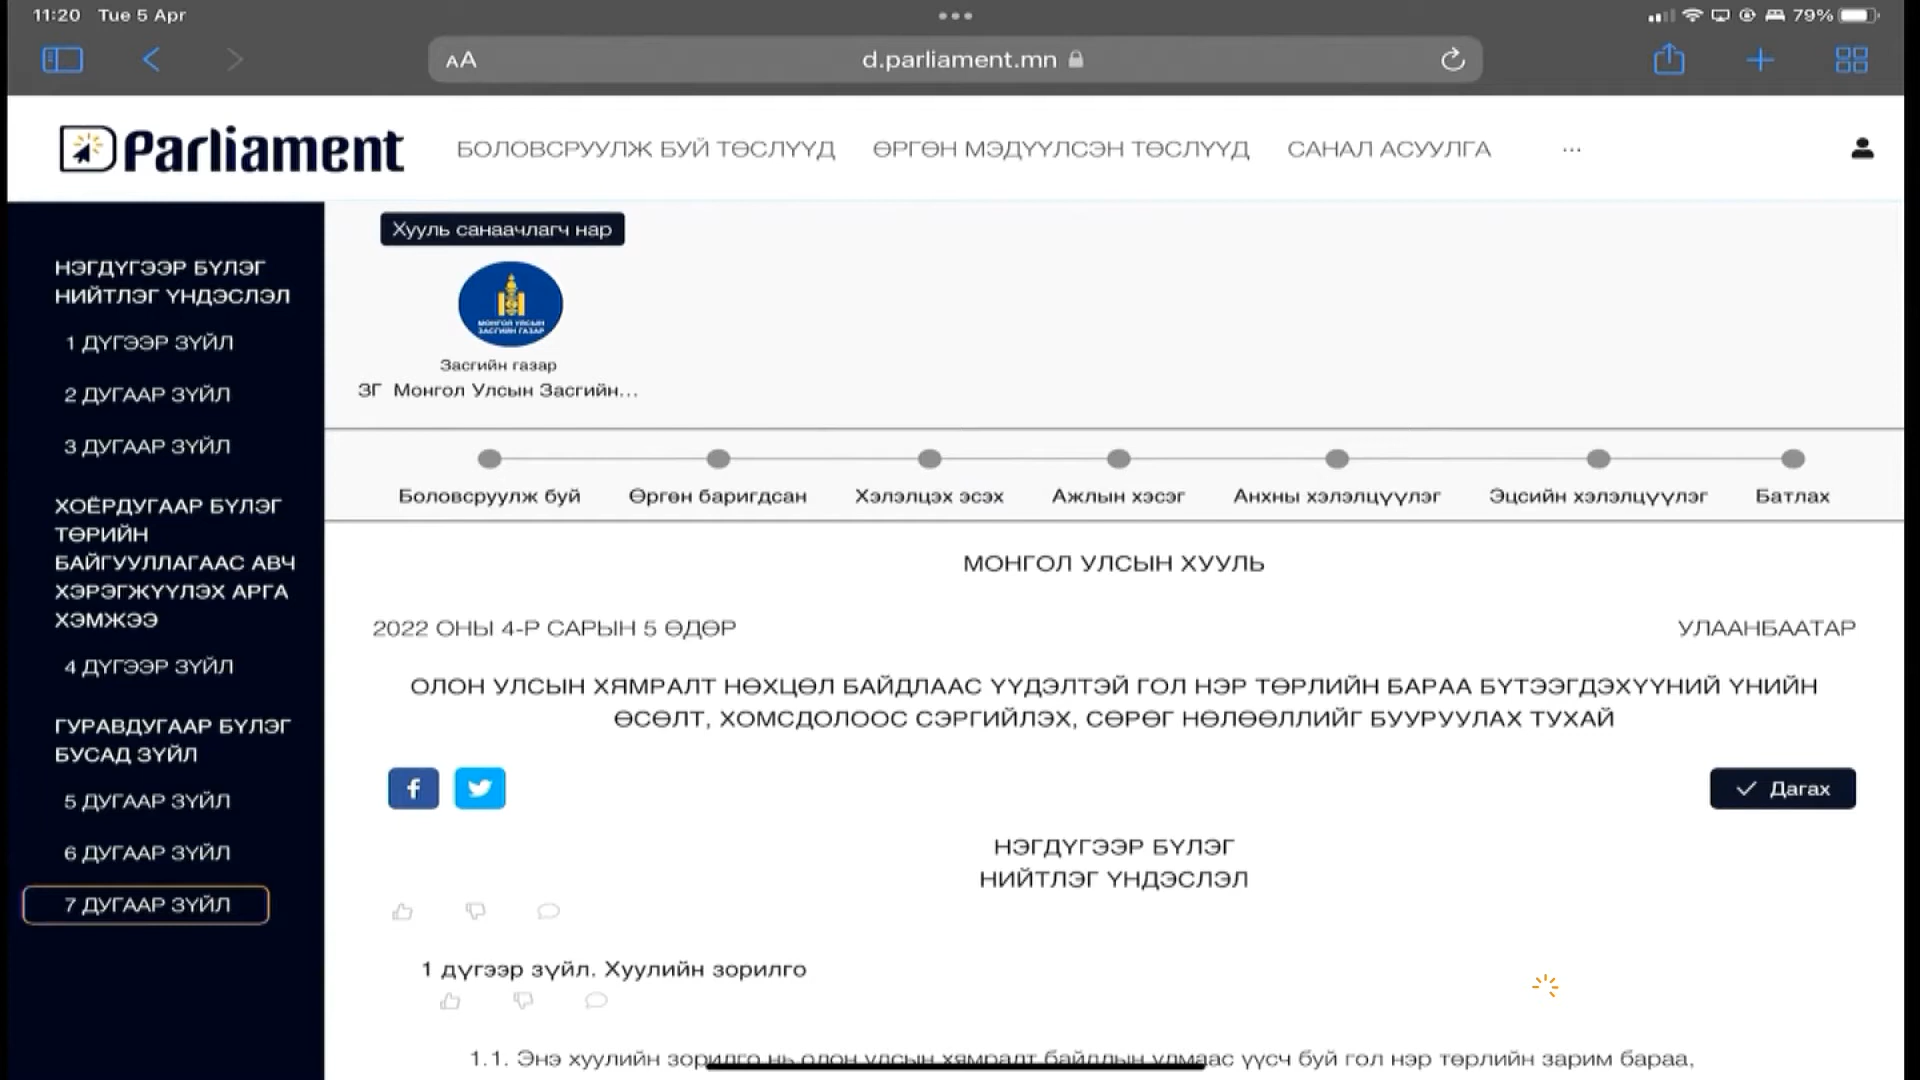 11:20 Tue 5 Apr
79%
AA
d.parliament.mn
Parliament
БОЛОВСРУУЛЖ БУЙ ТӨСЛҮҮД
ӨРГӨН МЭДҮҮЛСЭН ТӨСЛҮҮД
САНАЛ АСУУЛГА
...
НЭГДҮГЭЭР БҮЛЭГ
НИЙТЛЭГ ҮНДЭСЛЭЛ
1 ДҮГЭЭР ЗҮЙЛ
2 ДУГААР ЗҮЙЛ
3 ДУГААР ЗҮЙЛ
ХОЁРДУГААР БҮЛЭГ
ТӨРИЙН
БАЙГУУЛЛАГААС АВЧ
ХЭРЭГЖҮҮЛЭХ АРГА
ХЭМЖЭЭ
4 ДҮГЭЭР ЗҮЙЛ
ГУРАВДУГААР БҮЛЭГ
БУСАД ЗҮЙЛ
5 ДУГААР ЗҮЙЛ
6 ДУГААР ЗҮЙЛ
7 ДУГААР ЗҮЙЛ
Хууль санаачлагч нар
МОНГОЛ УЛСЫН
ЗАСГИЙН ГАЗАР
Засгийн газар
ЗГ Монгол Улсын Засгийн...
Боловсруулж буй
Өргөн баригдсан
Хэлэлцэх эсэх
Ажлын хэсэг
Анхны хэлэлцүүлэг
Эцсийн хэлэлцүүлэг
Батлах
МОНГОЛ УЛСЫН ХУУЛЬ
2022 ОНЫ 4-Р САРЫН 5 ӨДӨР
УЛААНБААТАР
ОЛОН УЛСЫН ХЯМРАЛТ НӨХЦӨЛ БАЙДЛААС ҮҮДЭЛТЭЙ ГОЛ НЭР ТӨРЛИЙН БАРАА БҮТЭЭГДЭХҮҮНИЙ ҮНИЙН
ӨСӨЛТ, ХОМСДОЛООС СЭРГИЙЛЭХ, СӨРӨГ НӨЛӨӨЛЛИЙГ БУУРУУЛАХ ТУХАЙ
Дагах
НЭГДҮГЭЭР БҮЛЭГ
НИЙТЛЭГ ҮНДЭСЛЭЛ
1 дүгээр зүйл. Хуулийн зорилго
1.1. Энэ хуулийн зорилго нь олон улсын хямралт байдлын улмаас үүсч буй гол нэр төрлийн зарим бараа,